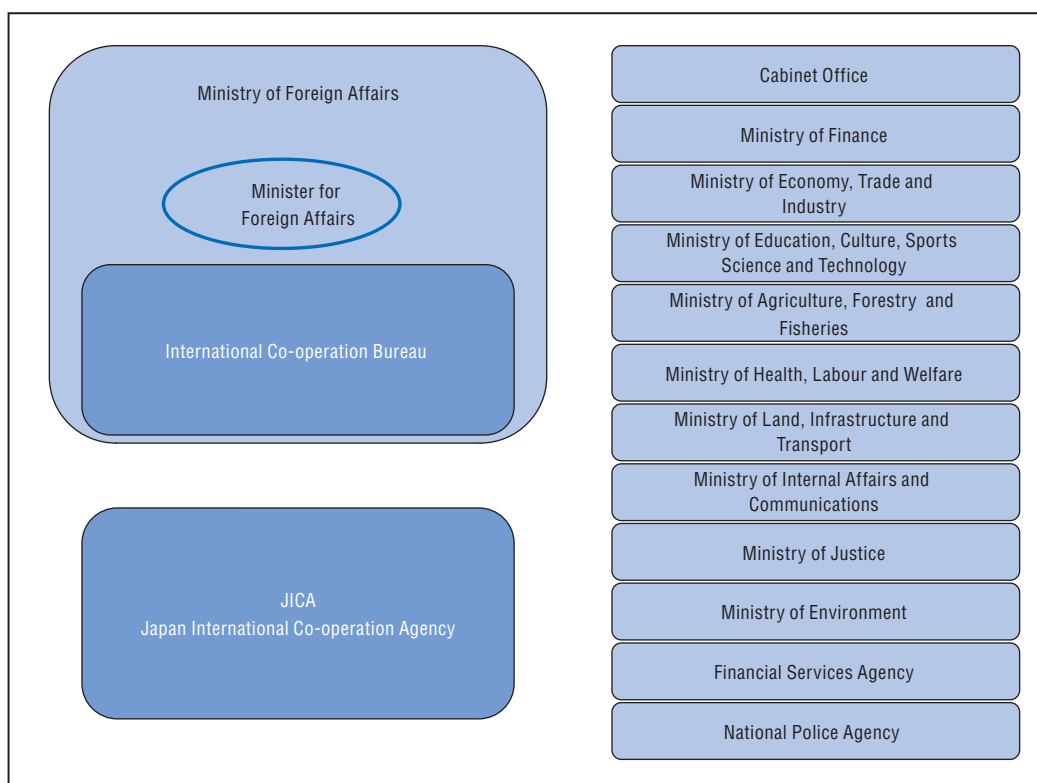 Ministry of Foreign Affairs
Minister for
Foreign Affairs
International Co-operation Bureau
JICA
Japan International Co-operation Agency
Cabinet Office
Ministry of Finance
Ministry of Economy, Trade and
Industry
Ministry of Education, Culture, Sports
Science and Technology
Ministry of Agriculture, Forestry and
Fisheries
Ministry of Health, Labour and Welfare
Ministry of Land, Infrastructure and
Transport
Ministry of Internal Affairs and
Communications
Ministry of Justice
Ministry of Environment
Financial Services Agency
National Police Agency